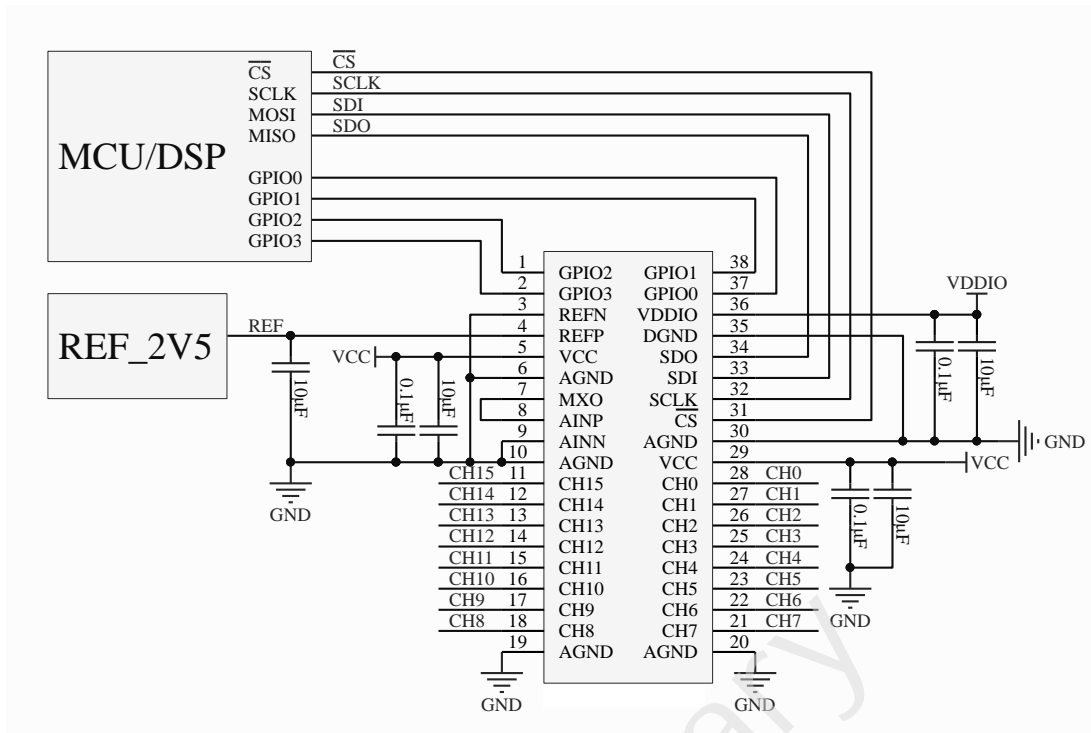 CS
SCLK
MOSI
MISO
MCU/DSP
GPIO0
GPIO1
GPIO2
GPIO3
CS
SCLK
SDI
SDO
REF_2V5
REF
10μF
GND
VCC
0.1μF
10μF
1 GPIO2 GPIO1 38
2 GPIO3 GPIO0 37
3 REFN VDDIO 36
4 REFP DGND 35
5 VCC SDO 34
6 AGND SDI 33
7 MXO SCLK 32
8 AINP CS 31
9 AINN AGND 30
10 AGND VCC 29
CH15 11 CH15 CH0 28 CH0
CH14 12 CH14 CH1 27 CH1
CH13 13 CH13 CH2 26 CH2
CH12 14 CH12 CH3 25 CH3
CH11 15 CH11 CH4 24 CH4
CH10 16 CH10 CH5 23 CH5
CH9 17 CH9 CH6 22 CH6
CH8 18 CH8 CH7 21 CH7
19 AGND AGND 20
GND
GND
VDDIO
0.1μF
10μF
GND
VCC
0.1μF
10μF
GND
ary